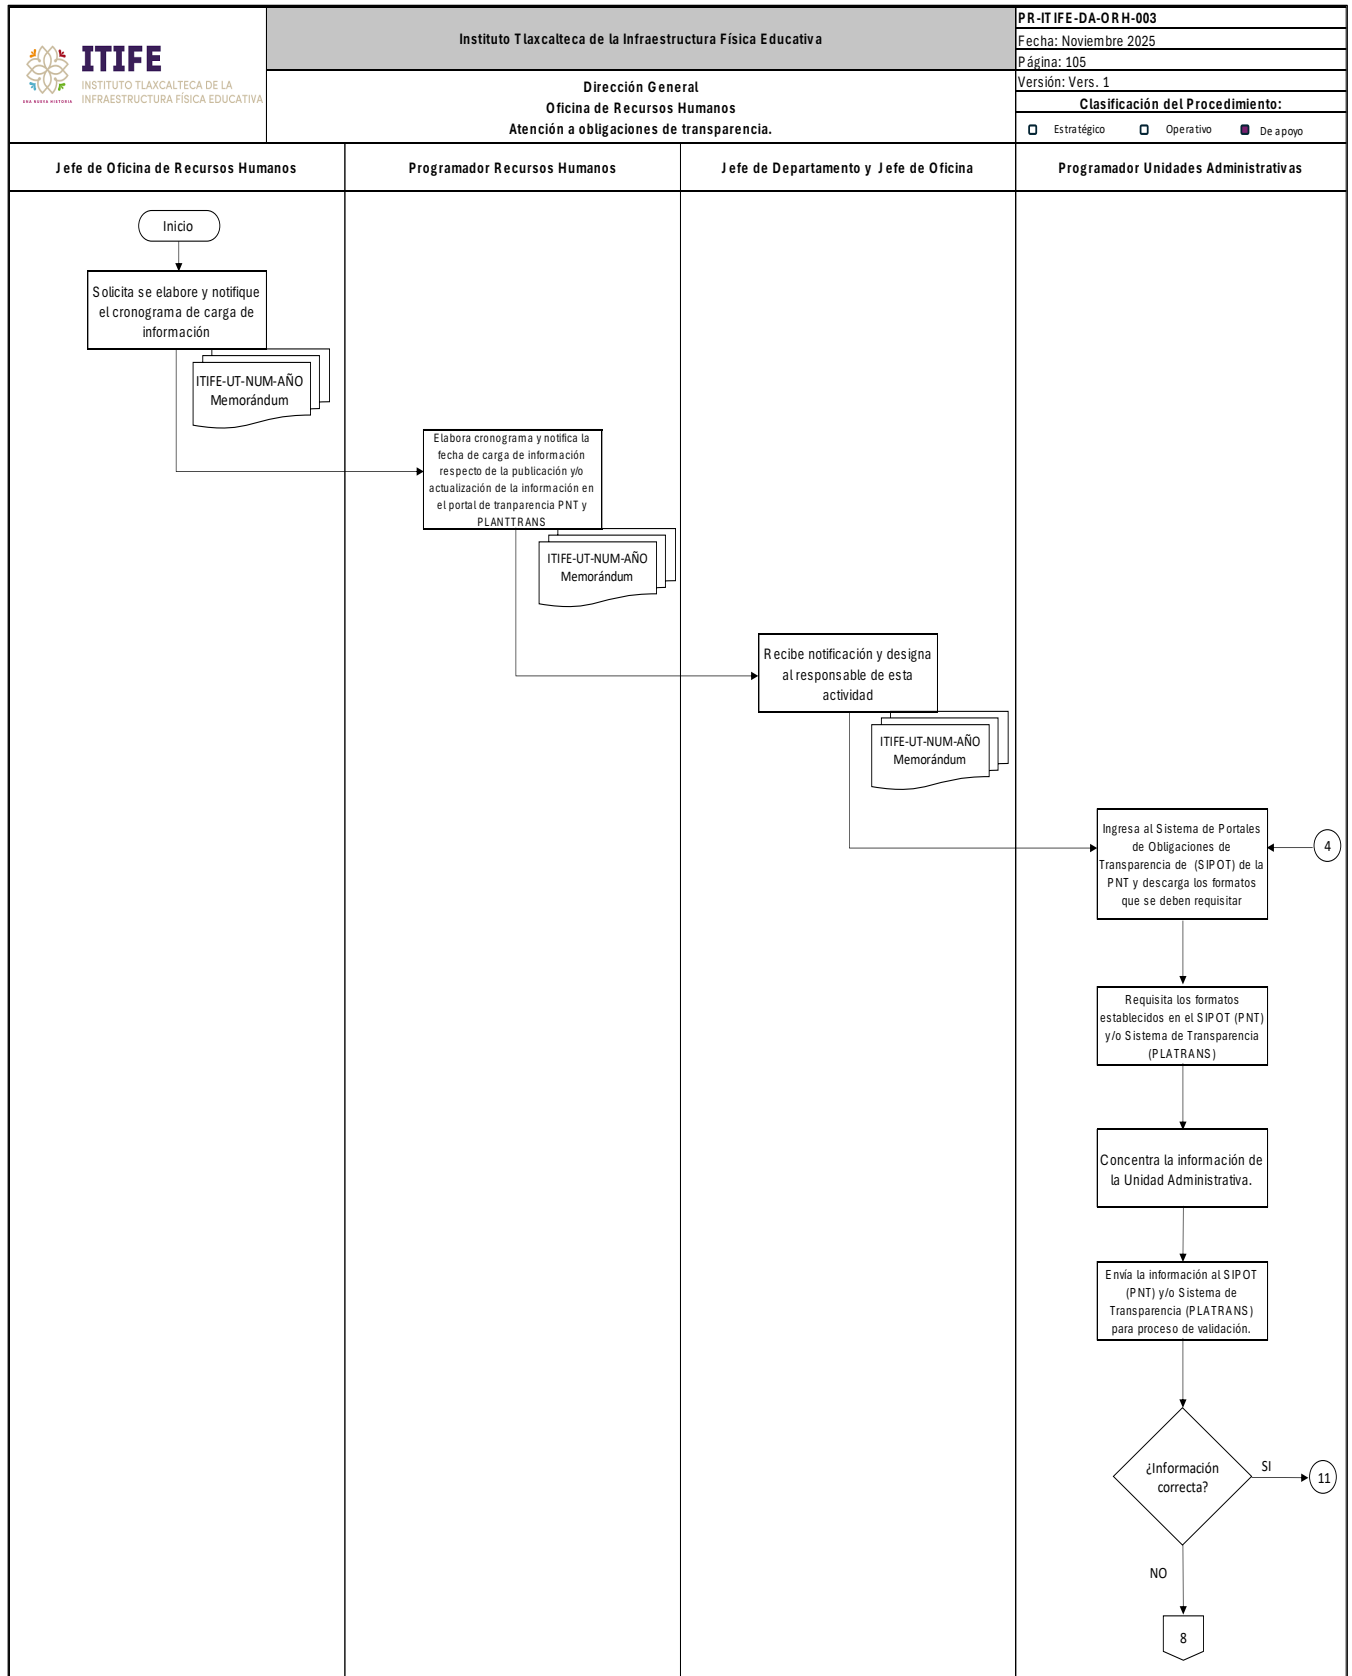 ITIFE
INSTITUTO TLAXCALTECA DE LA
INFRAESTRUCTURA FÍSICA EDUCATIVA
UNA NUEVA HISTORIA
Instituto Tlaxcalteca de la Infraestructura Física Educativa
Dirección General
Oficina de Recursos Humanos
Atención a obligaciones de transparencia.
PR-ITIFE-DA-ORH-003
Fecha: Noviembre 2025
Página: 105
Versión: Vers. 1
Clasificación del Procedimiento:
Estratégico Operativo De apoyo
Jefe de Oficina de Recursos Humanos
Programador Recursos Humanos
Jefe de Departamento y Jefe de Oficina
Programador Unidades Administrativas
Inicio
Solicita se elabore y notifique
el cronograma de carga de
información
ITIFE-UT-NUM-AÑO
Memorándum
Elabora cronograma y notifica la
fecha de carga de información
respecto de la publicación y/o
actualización de la información en
el portal de tranparencia PNT y
PLANTTRANS
ITIFE-UT-NUM-AÑO
Memorándum
Recibe notificación y designa
al responsable de esta
actividad
ITIFE-UT-NUM-AÑO
Memorándum
Ingresa al Sistema de Portales
de Obligaciones de
Transparencia de (SIPOT) de la
PNT y descarga los formatos
que se deben requisitar
4
Requisita los formatos
establecidos en el SIPOT (PNT)
y/o Sistema de Transparencia
(PLATRANS)
Concentra la información de
la Unidad Administrativa.
Envía la información al SIPOT
(PNT) y/o Sistema de
Transparencia (PLATRANS)
para proceso de validación.
¿Información
correcta?
SI
11
NO
8